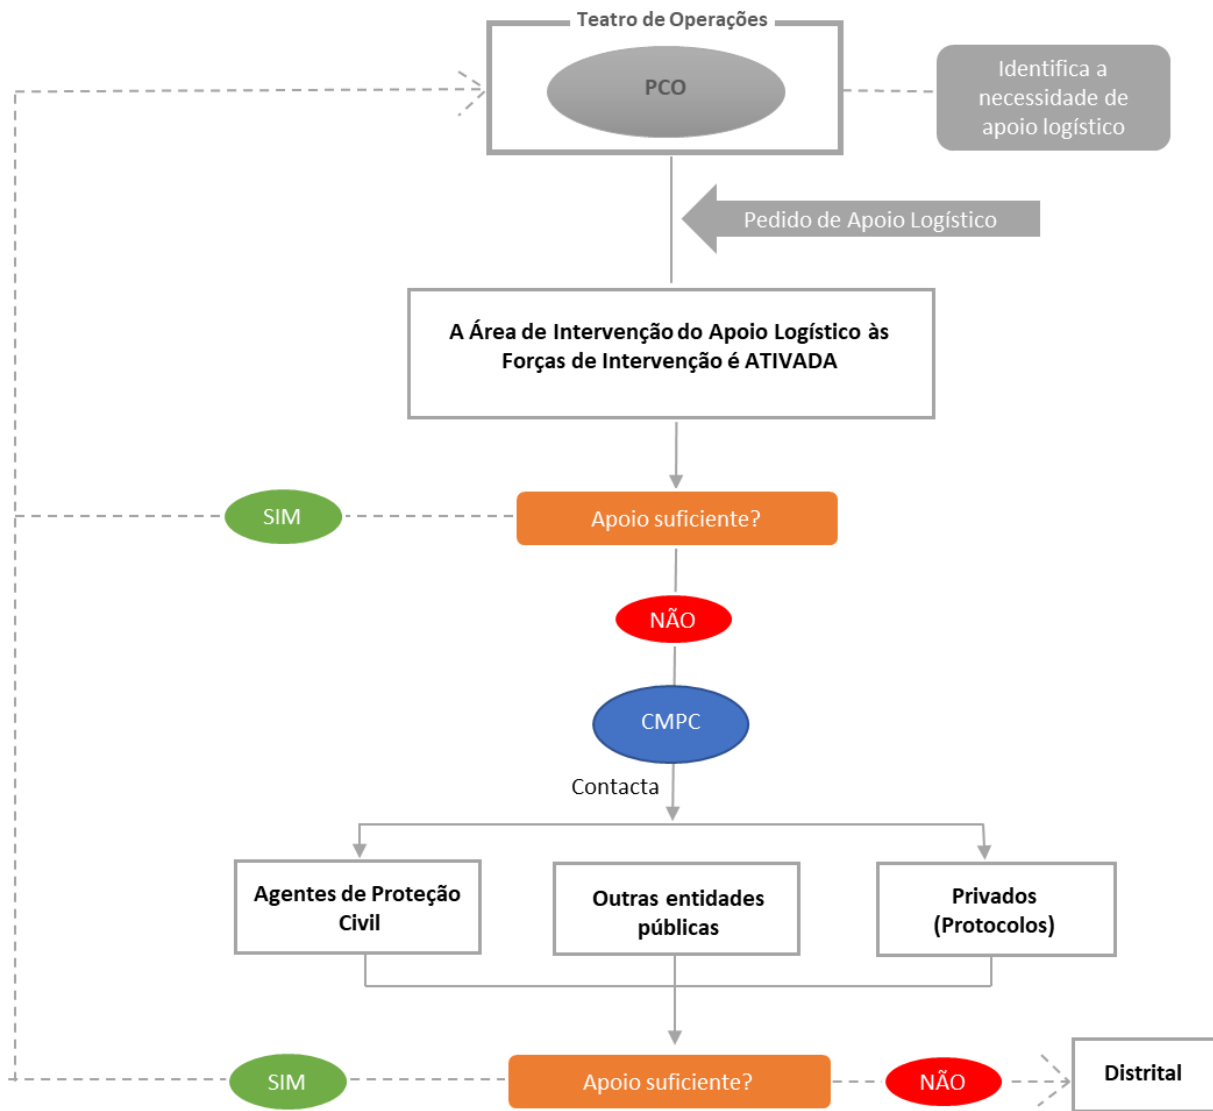 Teatro de Operações
PCO
Identifica a
necessidade de
apoio logístico
Pedido de Apoio Logístico
A Área de Intervenção do Apoio Logístico às
Forças de Intervenção é ATIVADA
SIM
Apoio suficiente?
NÃO
CMPC
Contacta
Agentes de Proteção
Civil
Outras entidades
públicas
Privados
(Protocolos)
SIM
Apoio suficiente?
NÃO
Distrital